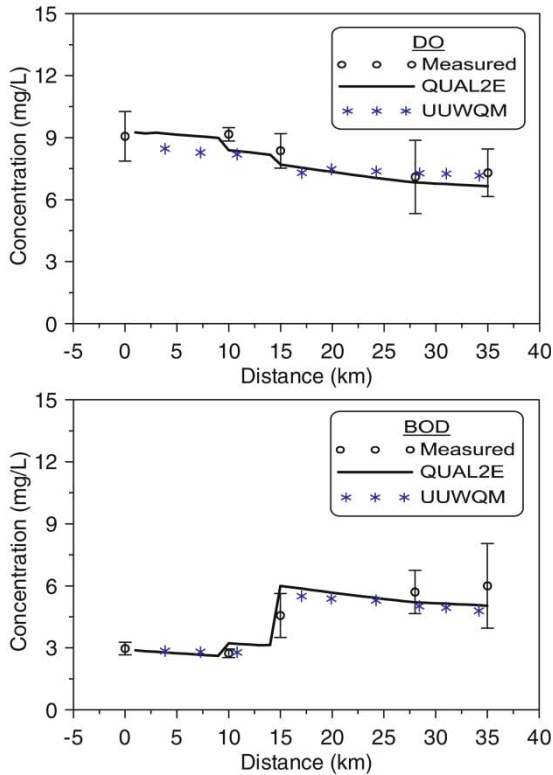 15
12
9
6
3
0
Concentration (mg/L)
DO
Measured
QUAL2E
UUWQM
-5 0 5 10 15 20 25 30 35 40
Distance (km)
15
12
9
6
3
0
Concentration (mg/L)
BOD
Measured
QUAL2E
UUWQM
-5 0 5 10 15 20 25 30 35 40
Distance (km)